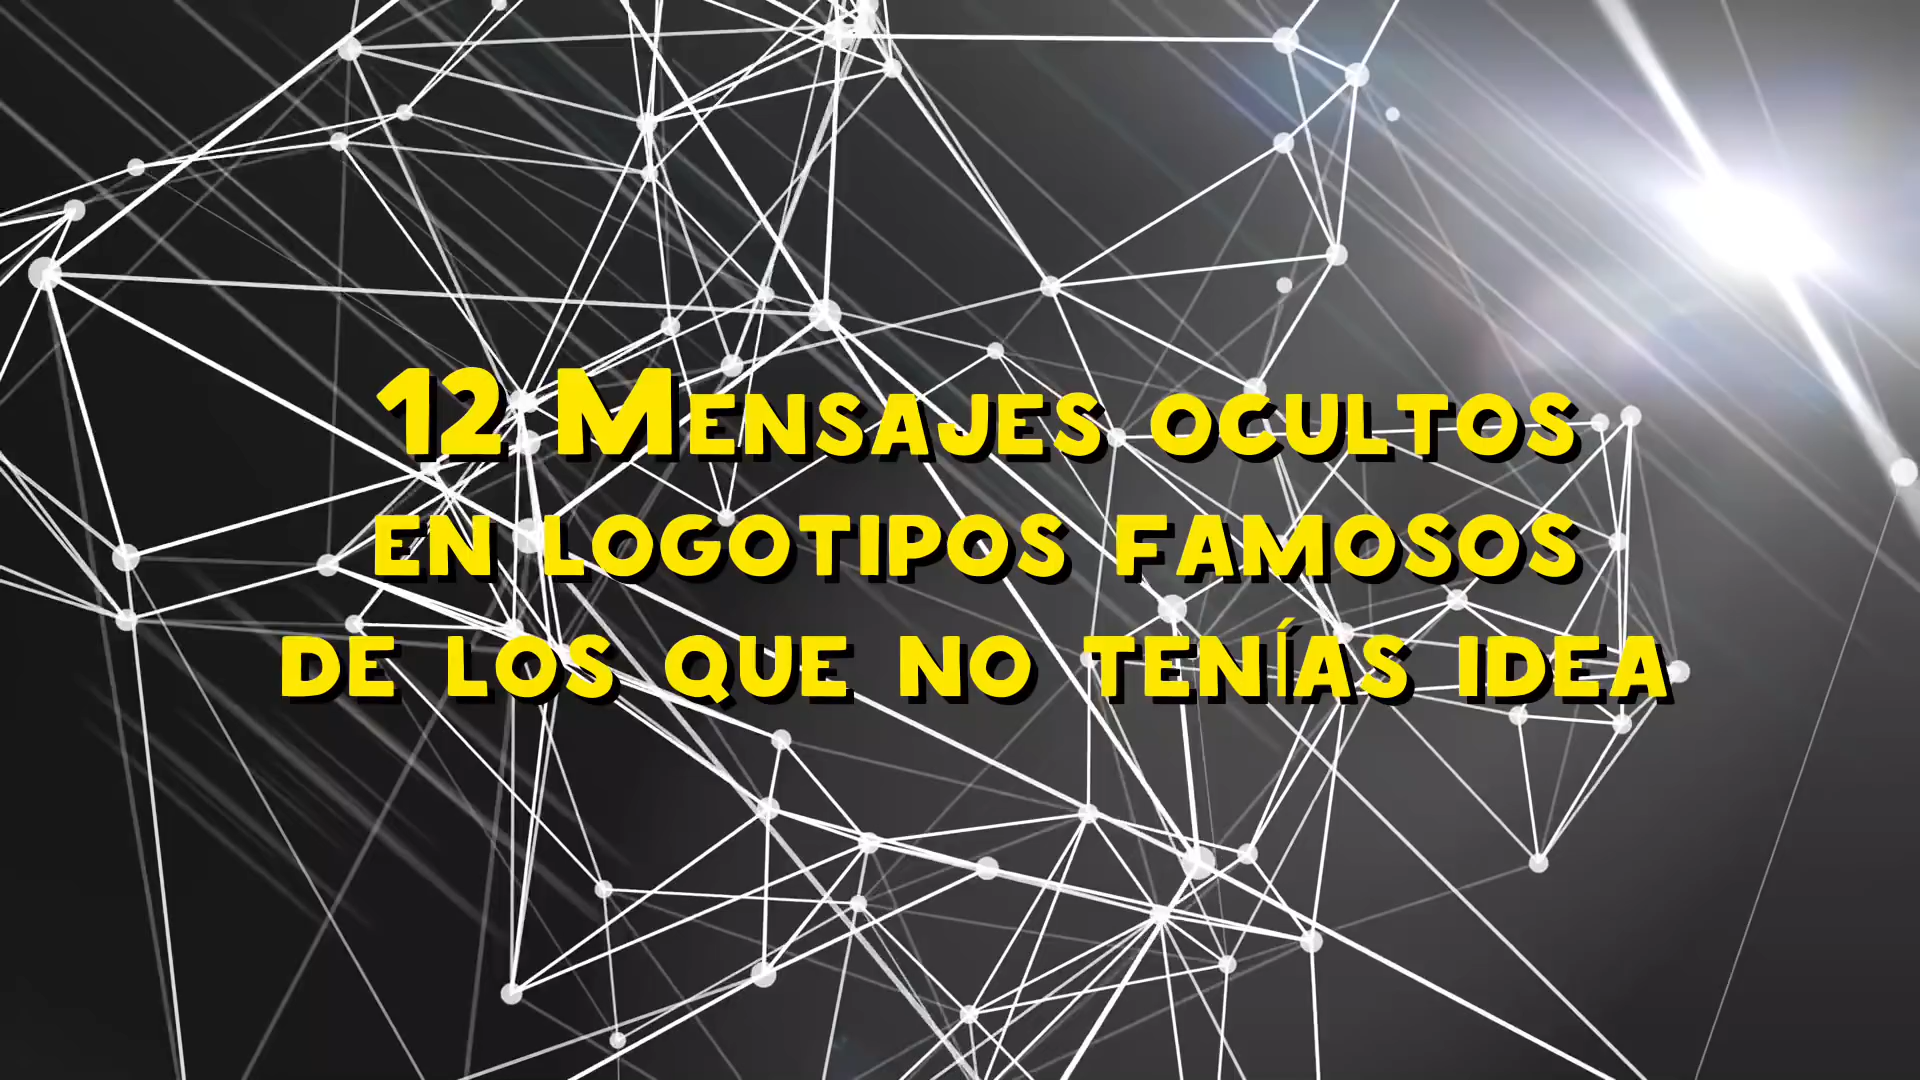 12 Mensajes ocultos
en logotipos famosos
de los que no tenías idea